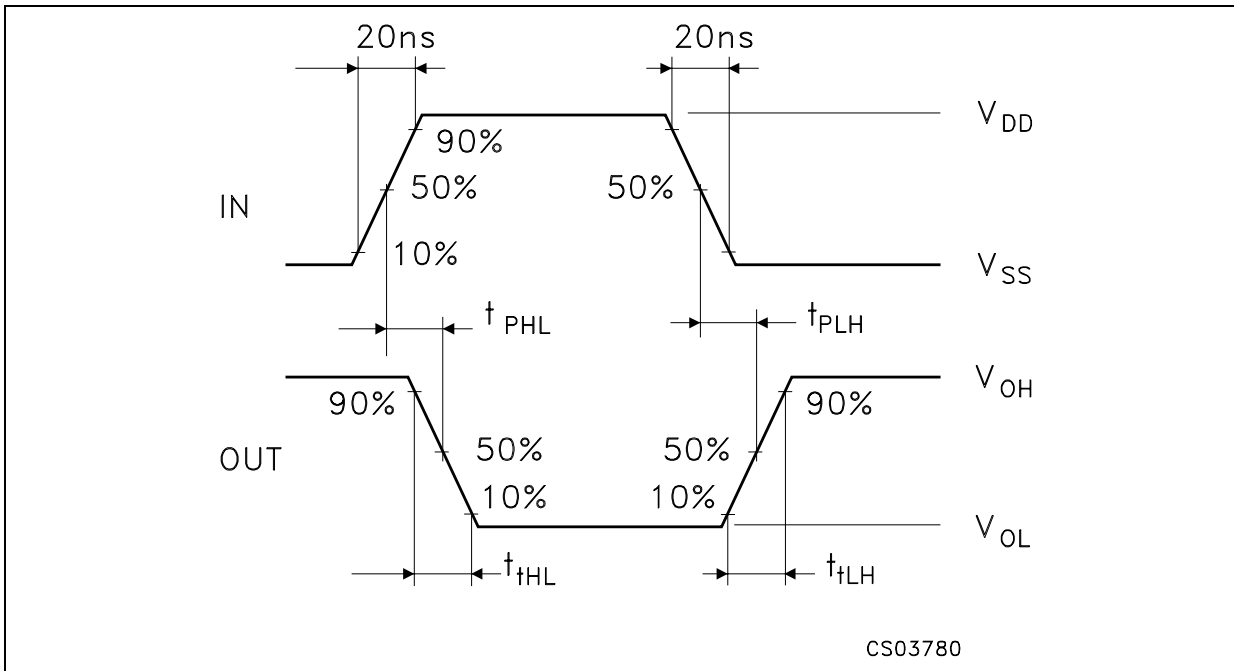 20ns 20ns
V DD
90%
50% 50%
IN
10%
V SS
t PHL t PLH
V OH
90% 90%
50% 50%
OUT
10% 10%
V OL
t tHL t tLH
CS03780